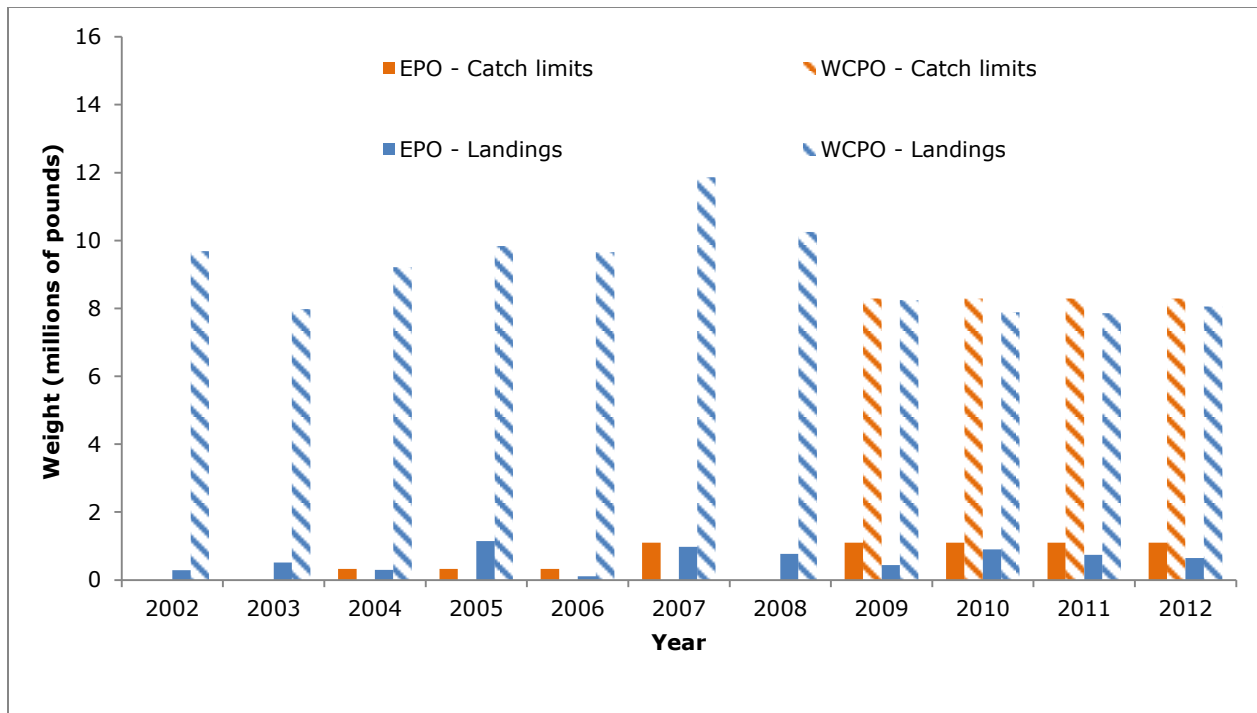 16
14
12
10
8
6
4
2
0
Weight (millions of pounds)
EPO - Catch limits
WCPO - Catch limits
EPO - Landings
WCPO - Landings
2002 2003 2004 2005 2006 2007 2008 2009 2010 2011 2012
Year